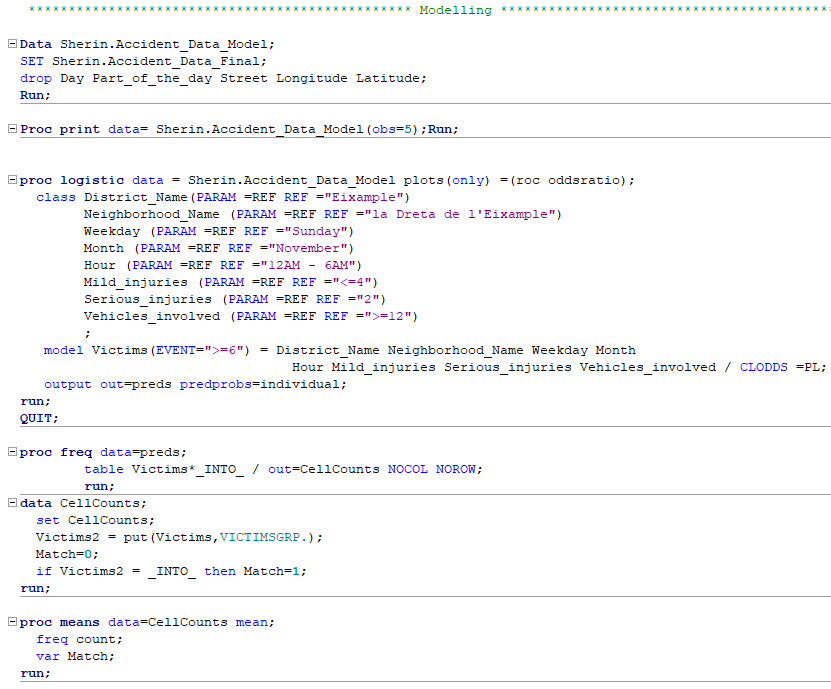 ************************************************ Modelling ******************************************
Data Sherin.Accident_Data_Model;
SET Sherin.Accident_Data_Final;
drop Day Part_of_the_day Street Longitude Latitude;
Run;
Proc print data= Sherin.Accident_Data_Model(obs=5);Run;
proc logistic data = Sherin.Accident_Data_Model plots(only) =(roc oddsratio);
class District_Name(PARAM =REF REF ="Eixample")
Neighborhood_Name (PARAM =REF REF ="la Dreta de l'Eixample")
Weekday (PARAM =REF REF ="Sunday")
Month (PARAM =REF REF ="November")
Hour (PARAM =REF REF ="12AM - 6AM")
Mild_injuries (PARAM =REF REF ="<=4")
Serious_injuries (PARAM =REF REF ="2")
Vehicles_involved (PARAM =REF REF =">=12")
;
model Victims(EVENT=">=6") = District_Name Neighborhood_Name Weekday Month
Hour Mild_injuries Serious_injuries Vehicles_involved / CLODDS =PL;
output out=preds predprobs=individual;
run;
QUIT;
proc freq data=preds;
table Victims*_INTO_ / out=CellCounts NOCOL NOROW;
run;
data CellCounts;
set CellCounts;
Victims2 = put(Victims,VICTIMSGRP.);
Match=0;
if Victims2 = _INTO_ then Match=1;
run;
proc means data=CellCounts mean;
freq count;
var Match;
run;